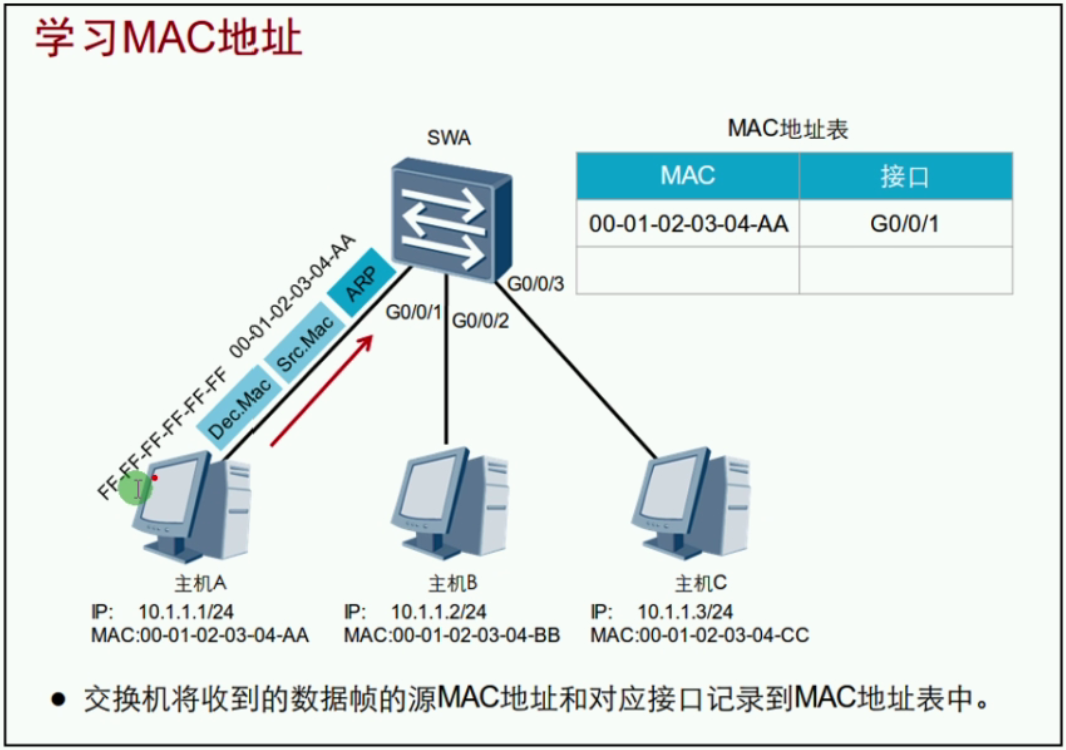 学习MAC地址
SWA
MAC地址表
MAC 接口
00-01-02-03-04-AA G0/0/1
FF-FF-FF-FF-FF-FF 00-01-02-03-04-AA
Dec.Mac Src.Mac ARP
G0/0/1
G0/0/2
G0/0/3
主机A
IP: 10.1.1.1/24
MAC:00-01-02-03-04-AA
主机B
IP: 10.1.1.2/24
MAC:00-01-02-03-04-BB
主机C
IP: 10.1.1.3/24
MAC:00-01-02-03-04-CC
● 交换机将收到的数据帧的源MAC地址和对应接口记录到MAC地址表中。